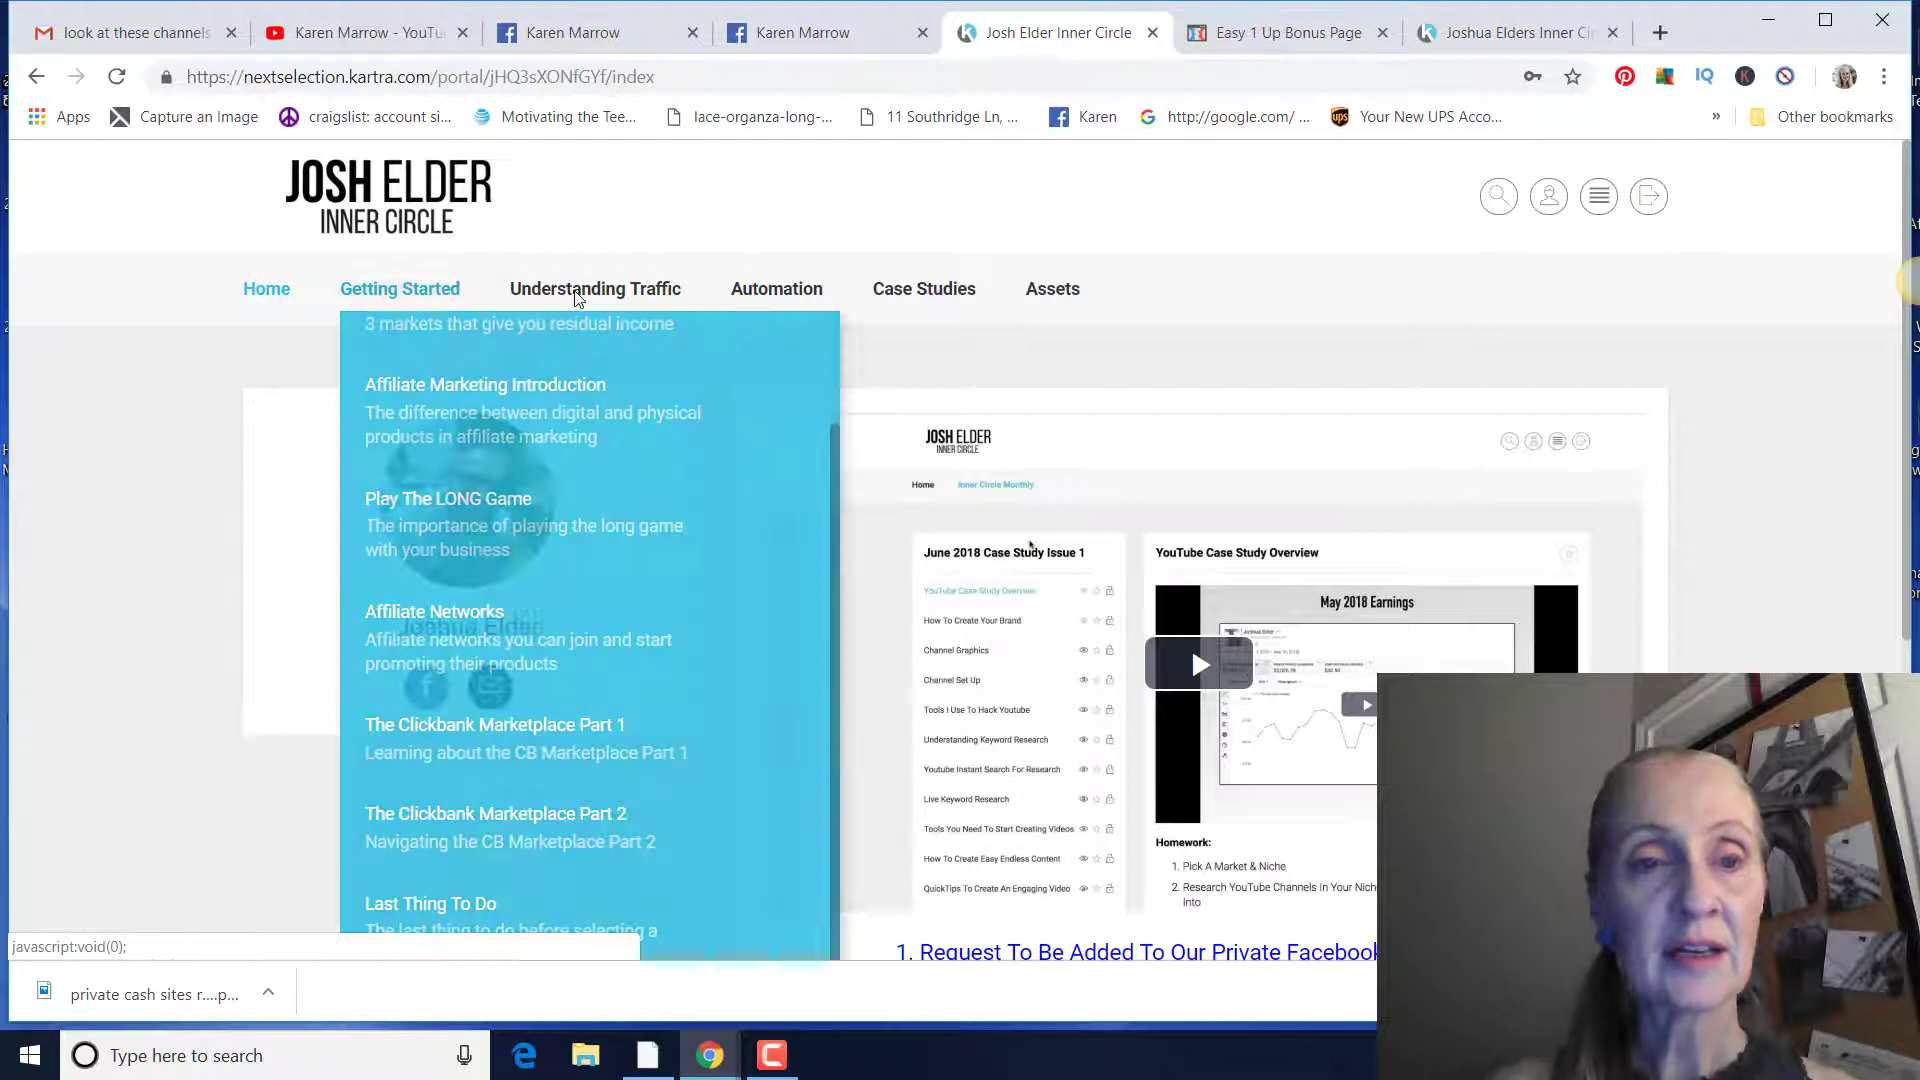 look at these channels
Karen Marrow - YouTu
Karen Marrow
Karen Marrow
Josh Elder Inner Circle
Easy 1 Up Bonus Page
Joshua Elders Inner Ci
https://nextselection.kartra.com/portal/jHQ3sXONfGYf/index
Apps
Capture an Image
craigslist: account si...
Motivating the Tee...
lace-organza-long-...
11 Southridge Ln, ...
Karen
http://google.com/ ...
Your New UPS Acco...
»
Other bookmarks
JOSH ELDER
INNER CIRCLE
Home
Getting Started
Understanding Traffic
Automation
Case Studies
Assets
3 markets that give you residual income
Affiliate Marketing Introduction
The difference between digital and physical
products in affiliate marketing
Play The LONG Game
The importance of playing the long game
with your business
Affiliate Networks
Affiliate networks you can join and start
promoting their products
The Clickbank Marketplace Part 1
Learning about the CB Marketplace Part 1
The Clickbank Marketplace Part 2
Navigating the CB Marketplace Part 2
Last Thing To Do
The last thing to do before selecting a
JOSH ELDER
INNER CIRCLE
Home
Inner Circle Monthly
June 2018 Case Study Issue 1
YouTube Case Study Overview
How To Create Your Brand
Channel Graphics
Channel Set Up
Tools I Use To Hack Youtube
Understanding Keyword Research
Youtube Instant Search For Research
Live Keyword Research
Tools You Need To Start Creating Videos
How To Create Easy Endless Content
QuickTips To Create An Engaging Video
YouTube Case Study Overview
May 2018 Earnings
Joshua Elder
Homework:
1. Pick A Market & Niche
2. Research YouTube Channels In Your Nich
Into
1. Request To Be Added To Our Private Facebook
javascript:void(0);
private cash sites r....p...
Type here to search